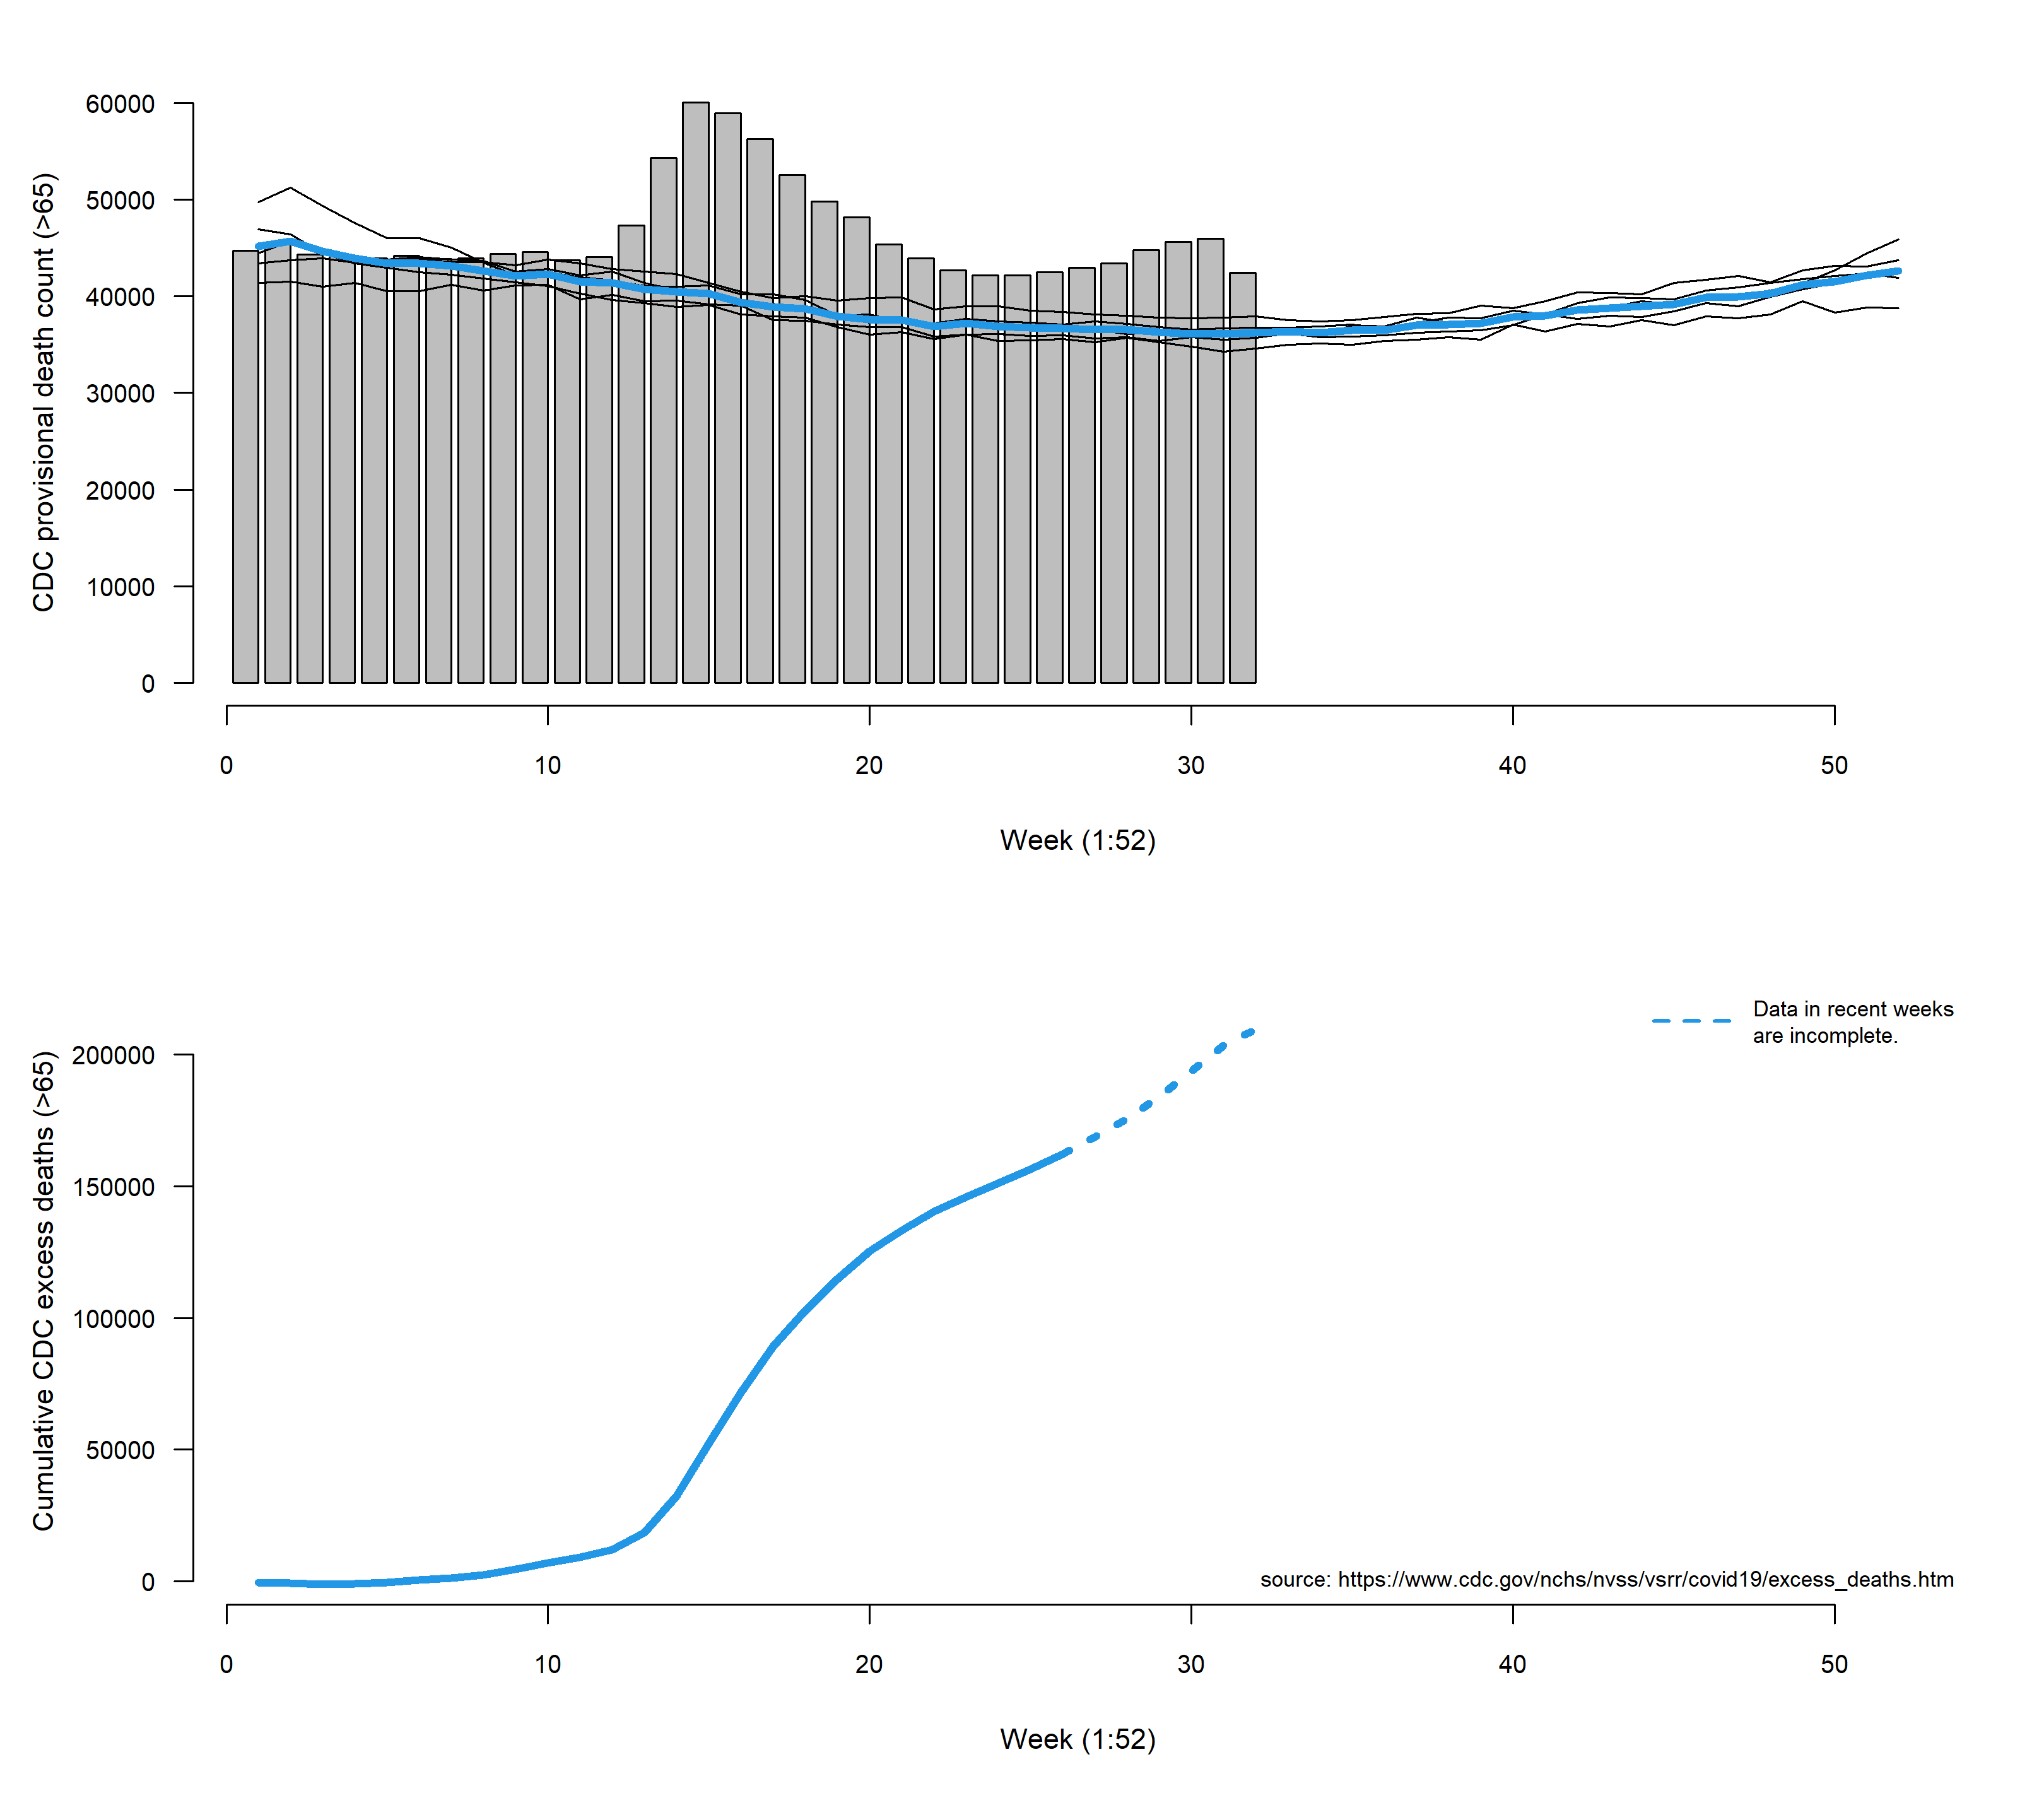 60000
50000
40000
30000
20000
10000
0
CDC provisional death count (>65)
0 10 20 30 40 50
Week (1:52)
Data in recent weeks
are incomplete.
200000
150000
100000
50000
0
Cumulative CDC excess deaths (>65)
source: https://www.cdc.gov/nchs/nvss/vsrr/covid19/excess_deaths.htm
0 10 20 30 40 50
Week (1:52)